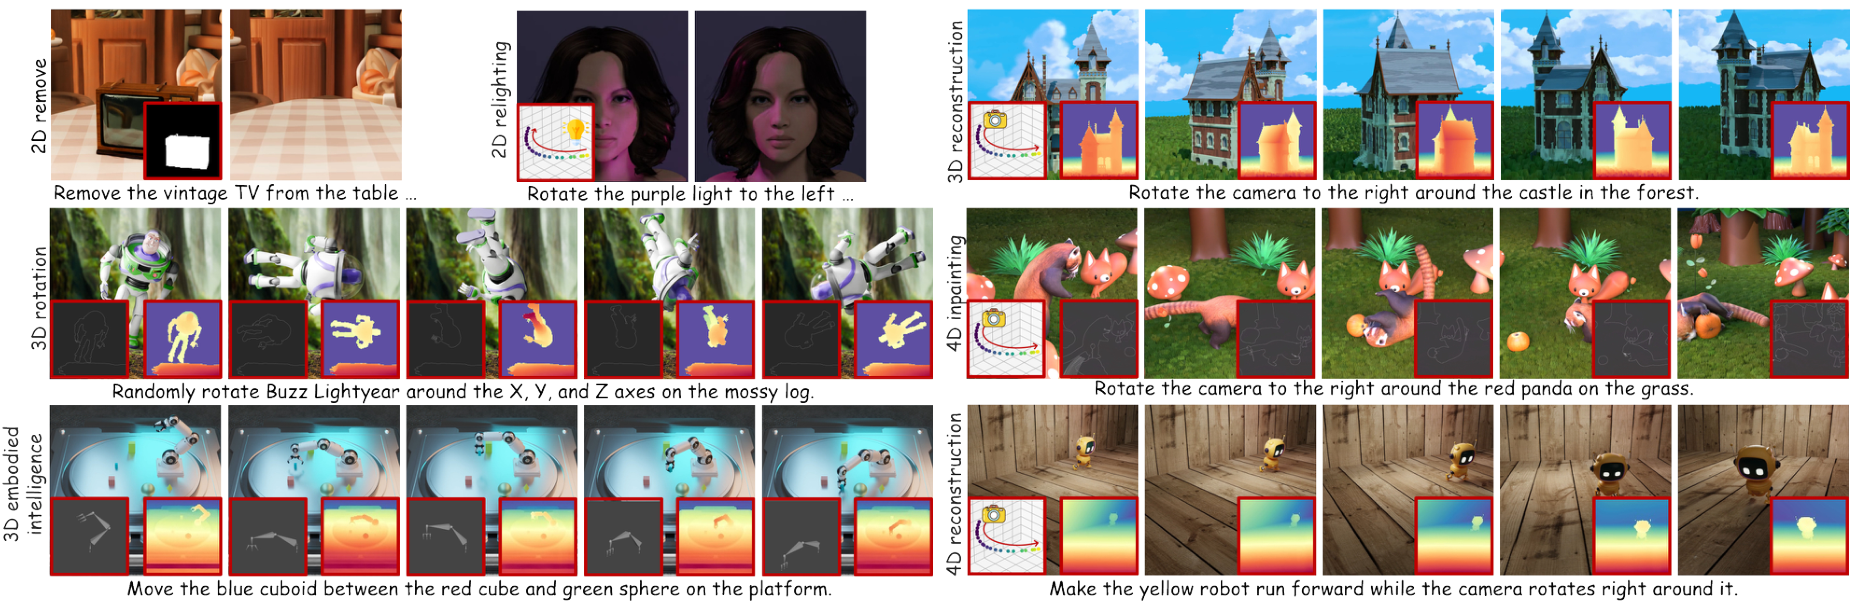 2D remove
Remove the vintage TV from the table ...
2D relighting
Rotate the purple light to the left ...
3D reconstruction
Rotate the camera to the right around the castle in the forest.
3D rotation
Randomly rotate Buzz Lightyear around the X, Y, and Z axes on the mossy log.
4D inpainting
Rotate the camera to the right around the red panda on the grass.
3D embodied
intelligence
Move the blue cuboid between the red cube and green sphere on the platform.
4D reconstruction
Make the yellow robot run forward while the camera rotates right around it.